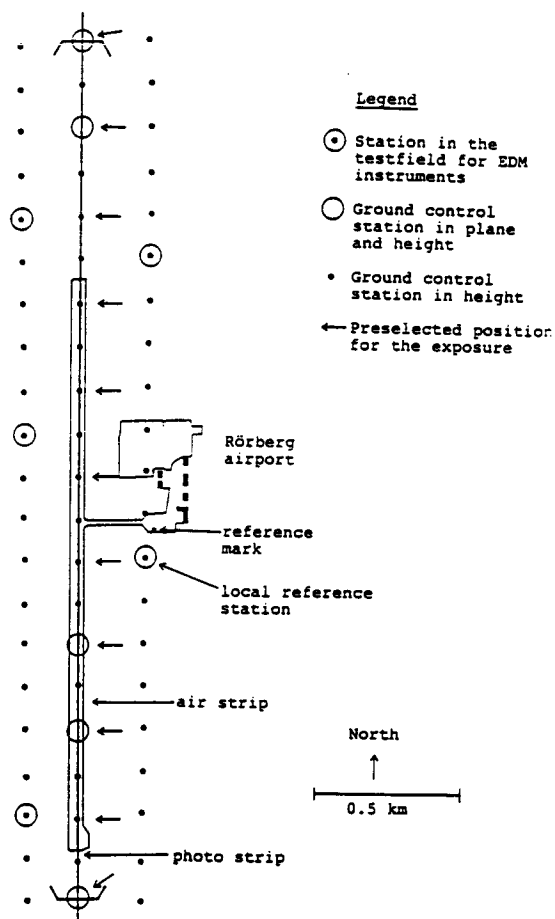 Legend
Station in the
testfield for EDM
instruments
Ground control
station in plane
and height
Ground control
station in height
Preselected position
for the exposure
Rörberg
airport
reference
mark
local reference
station
air strip
North
0.5 km
photo strip